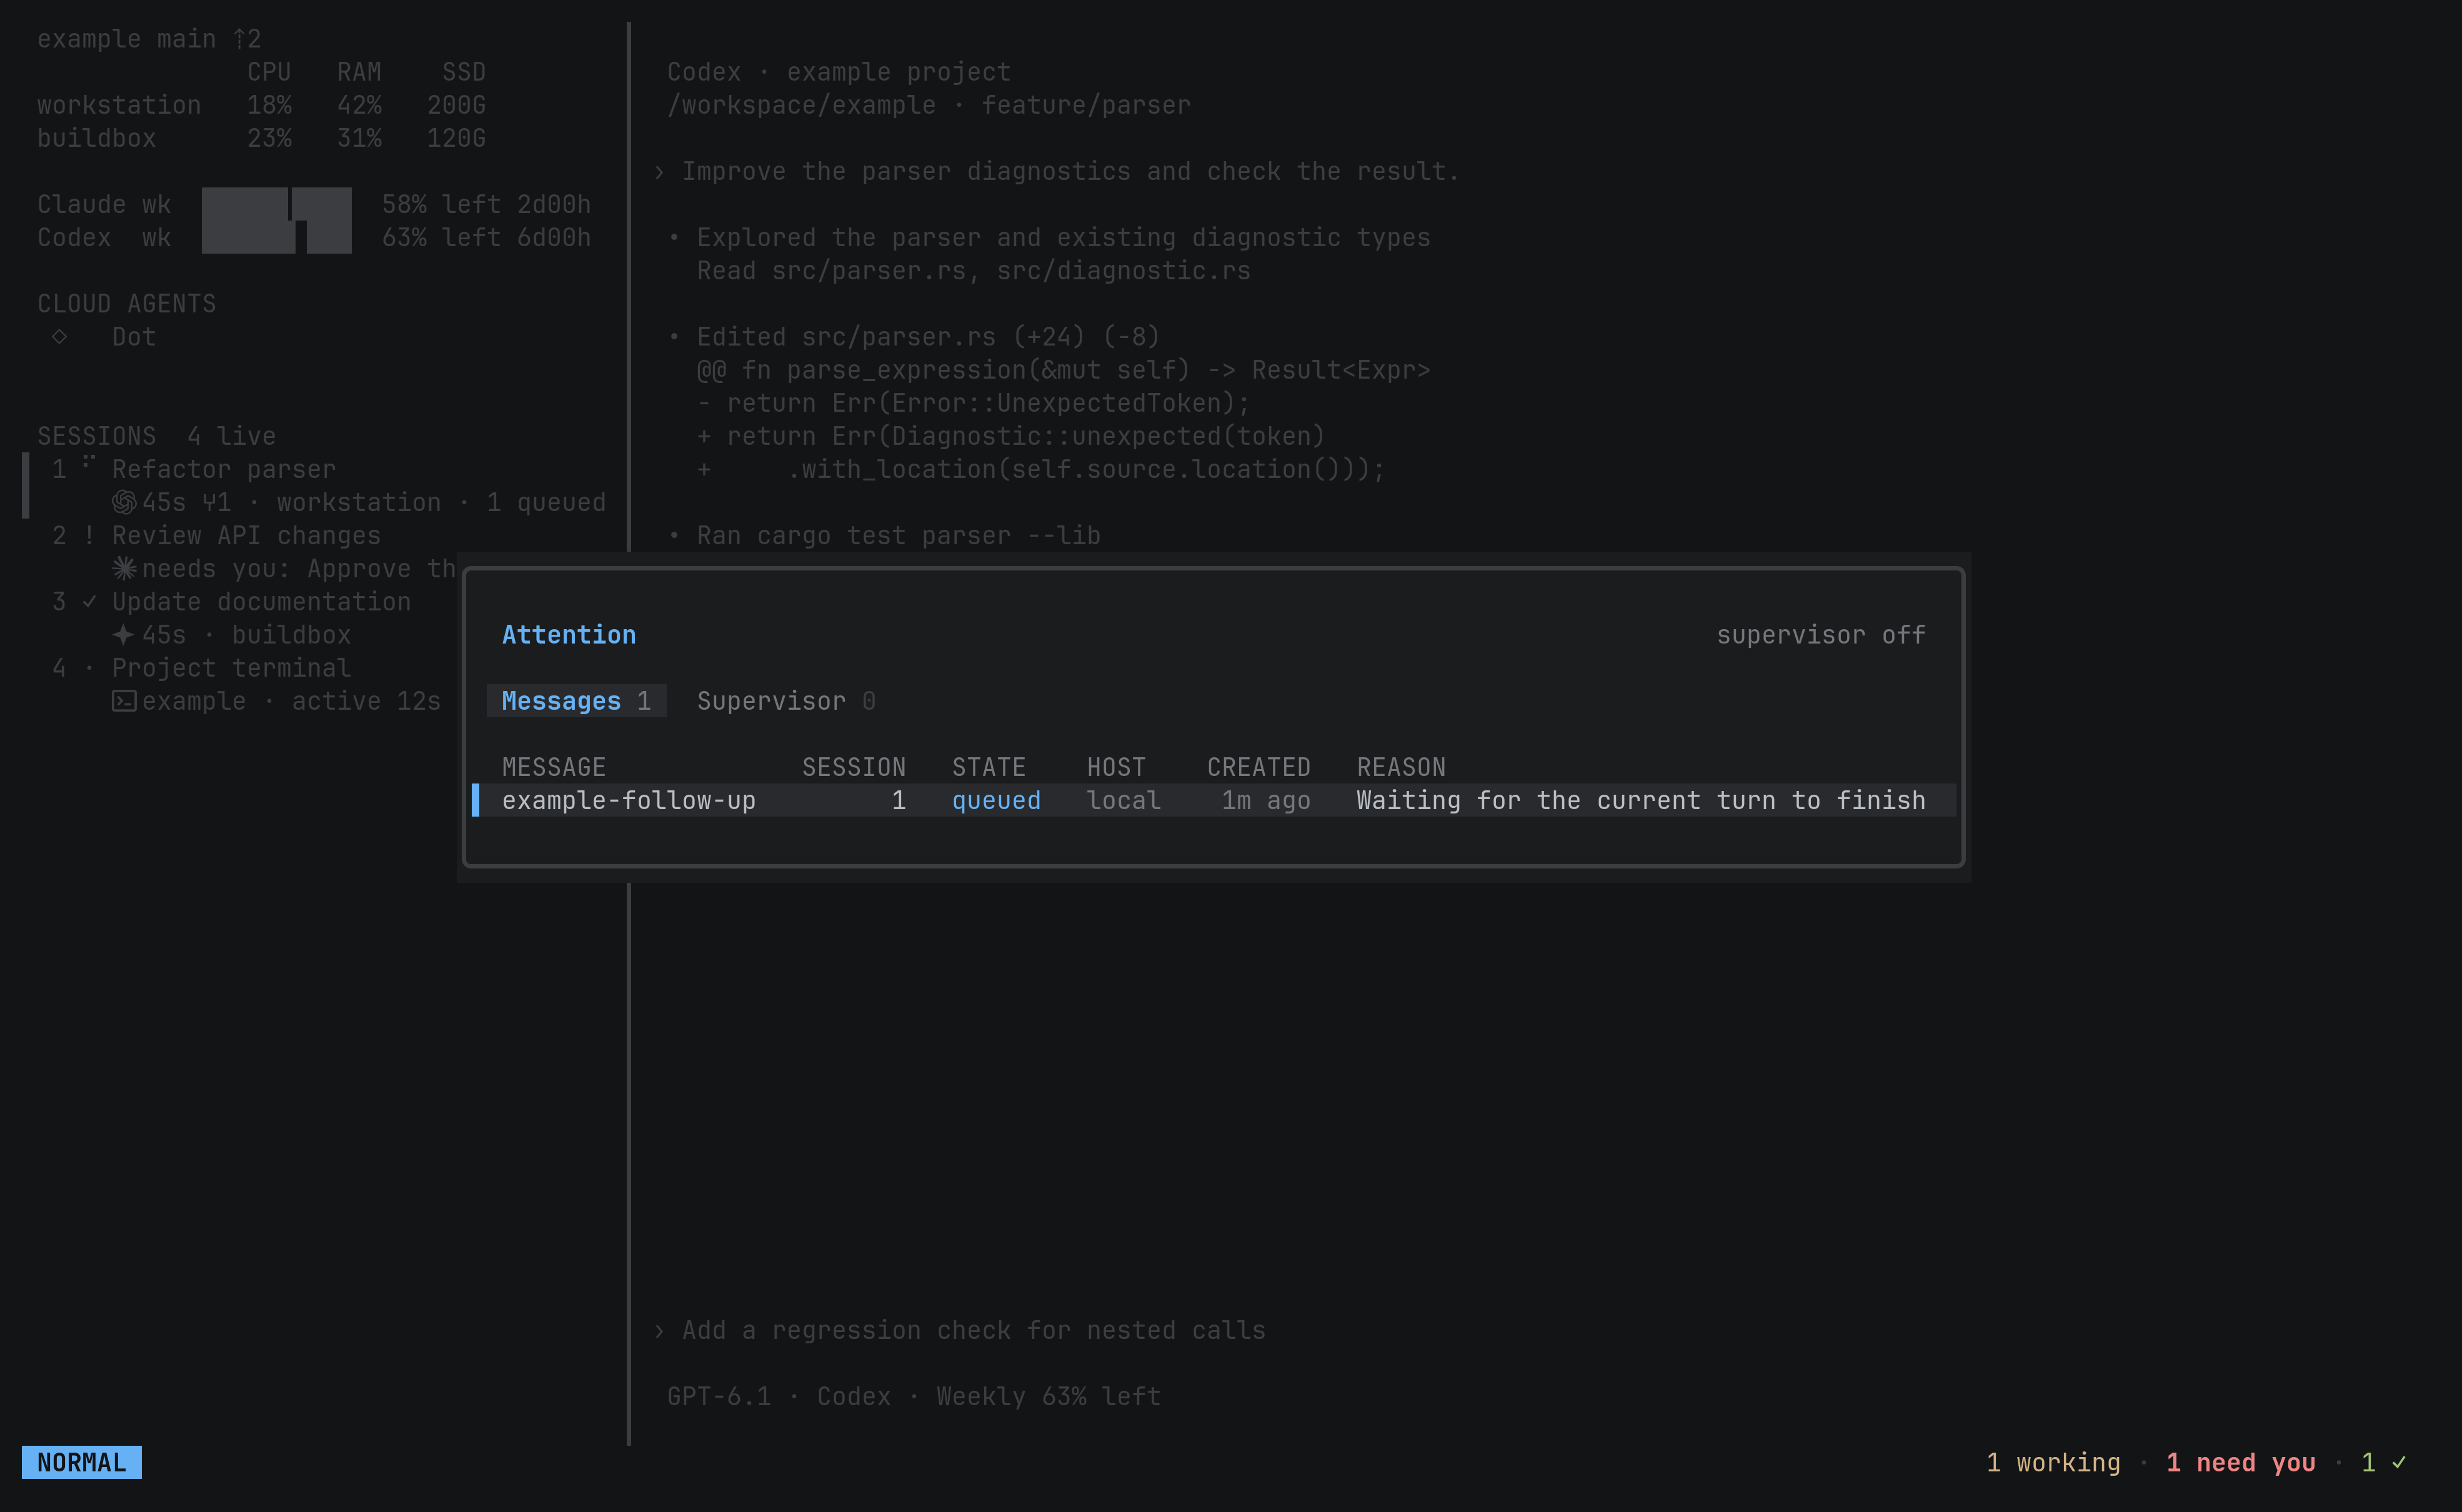 example main ⇡2
CPU RAM SSD
workstation 18% 42% 200G
buildbox 23% 31% 120G
Claude wk 58% left 2d00h
Codex wk 63% left 6d00h
CLOUD AGENTS
◇ Dot
SESSIONS 4 live
1 Refactor parser
45s 1 · workstation · 1 queued
2 ! Review API changes
needs you: Approve th
3 ✓ Update documentation
45s · buildbox
4 · Project terminal
example · active 12s
Codex · example project
/workspace/example · feature/parser
› Improve the parser diagnostics and check the result.
• Explored the parser and existing diagnostic types
Read src/parser.rs, src/diagnostic.rs
• Edited src/parser.rs (+24) (-8)
@@ fn parse_expression(&mut self) -> Result<Expr>
- return Err(Error::UnexpectedToken);
+ return Err(Diagnostic::unexpected(token)
+ .with_location(self.source.location()));
• Ran cargo test parser --lib
Attention supervisor off
Messages 1 Supervisor 0
MESSAGE SESSION STATE HOST CREATED REASON
example-follow-up 1 queued local 1m ago Waiting for the current turn to finish
› Add a regression check for nested calls
GPT-6.1 · Codex · Weekly 63% left
NORMAL 1 working · 1 need you · 1 ✓